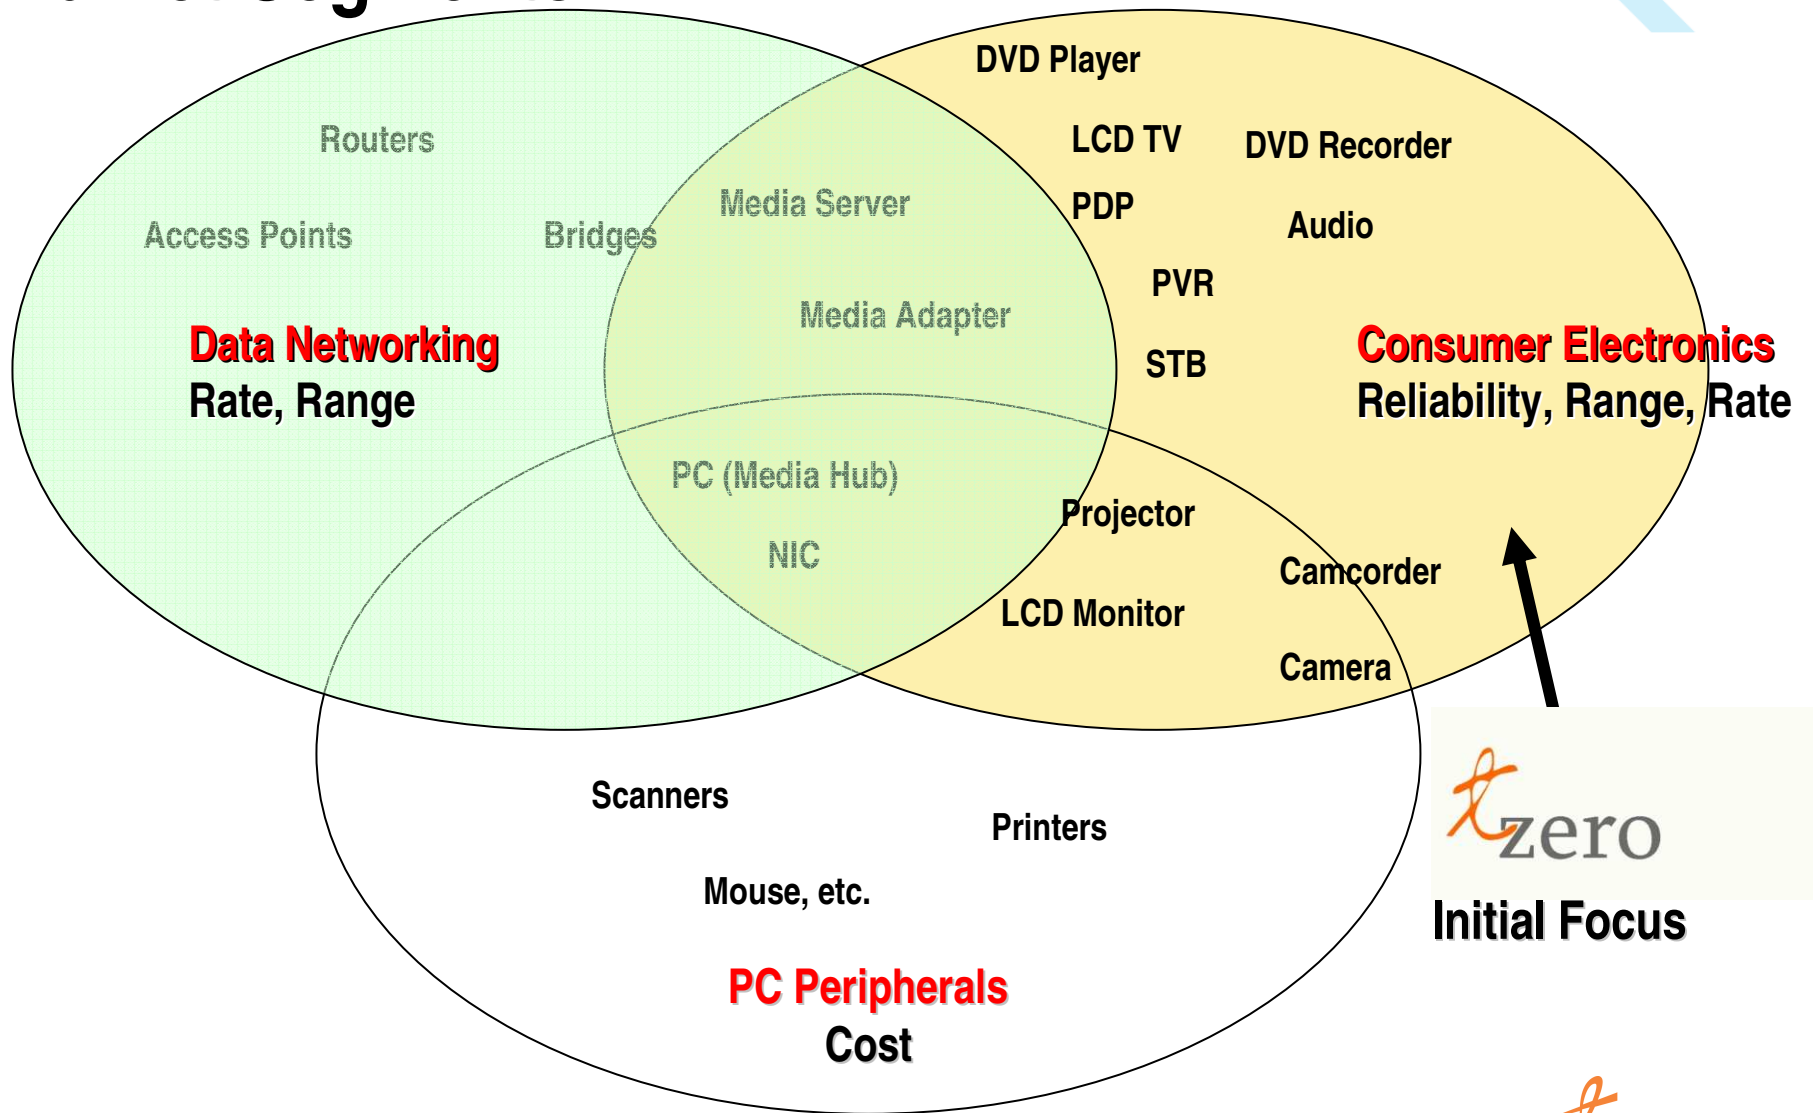 DVD Player
Routers
LCD TV
DVD Recorder
Media Server
PDP
Access Points
Bridges
Audio
PVR
Media Adapter
Data Networking
Rate, Range
STB
Consumer Electronics
Reliability, Range, Rate
PC (Media Hub)
Projector
NIC
Camcorder
LCD Monitor
Camera
Scanners
Printers
Mouse, etc.
tzero
Initial Focus
PC Peripherals
Cost